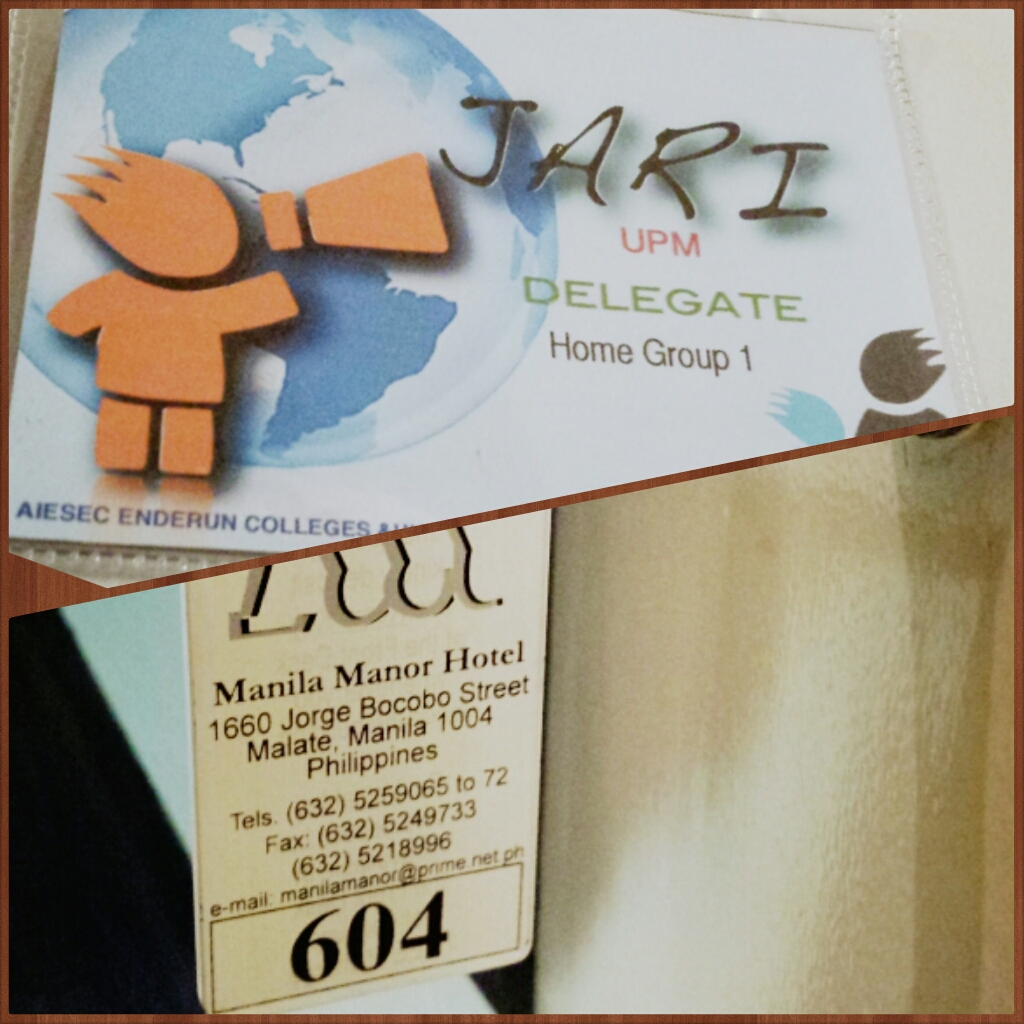 JARI
UPM
DELEGATE
Home Group 1
AIESEC ENDERUN COLLEGES
Manila Manor Hotel
1660 Jorge Bocobo Street
Malate, Manila 1004
Philippines
Tels. (632) 5259065 to 72
Fax: (632) 5249733
(632) 5218996
e-mail: manilamanor@prime.net.ph
604